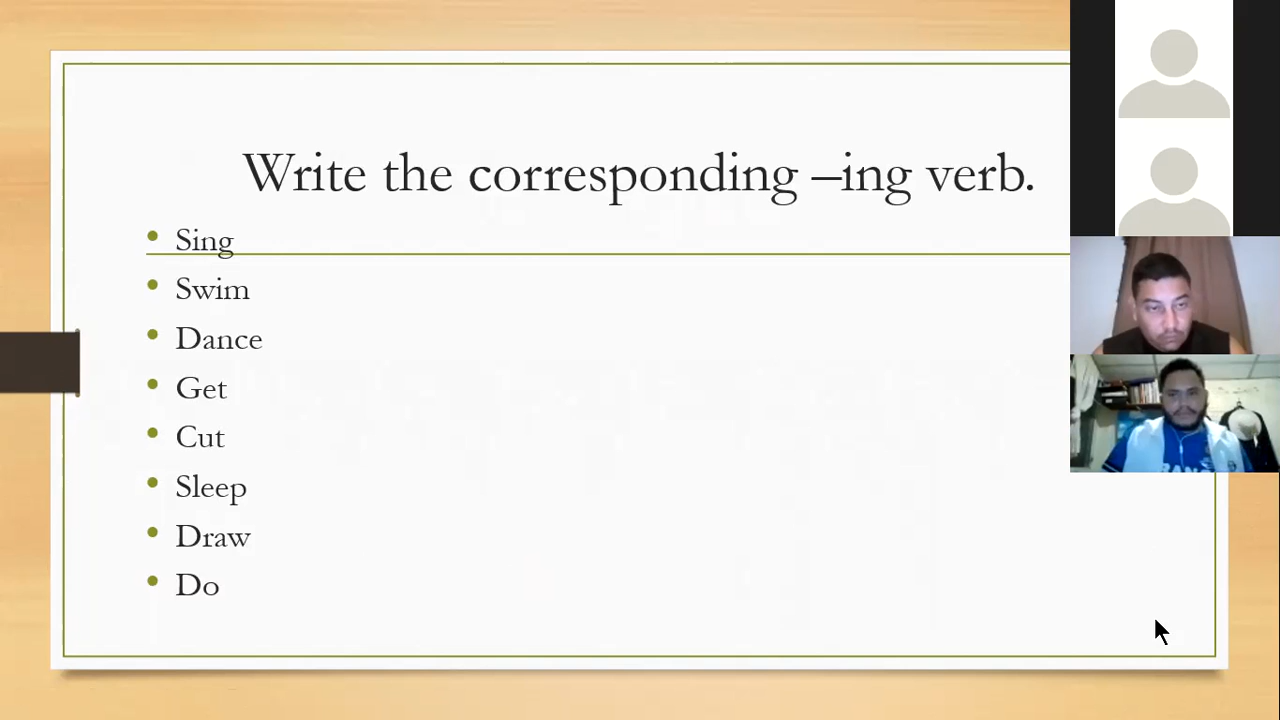 Write the corresponding –ing verb.
Sing
Swim
Dance
Get
Cut
Sleep
Draw
Do